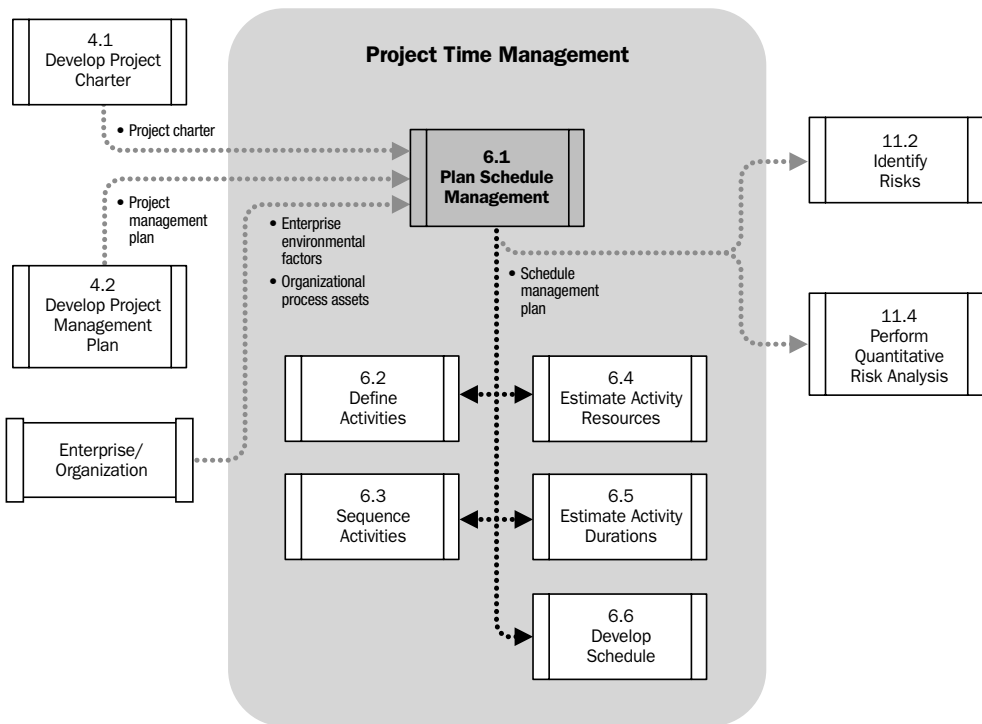 4.1
Develop Project
Charter
Project Time Management
• Project charter
6.1
Plan Schedule
Management
11.2
Identify
Risks
• Project
management
plan
• Enterprise
environmental
factors
• Organizational
process assets
• Schedule
management
plan
4.2
Develop Project
Management
Plan
11.4
Perform
Quantitative
Risk Analysis
6.2
Define
Activities
6.4
Estimate Activity
Resources
Enterprise/
Organization
6.3
Sequence
Activities
6.5
Estimate Activity
Durations
6.6
Develop
Schedule